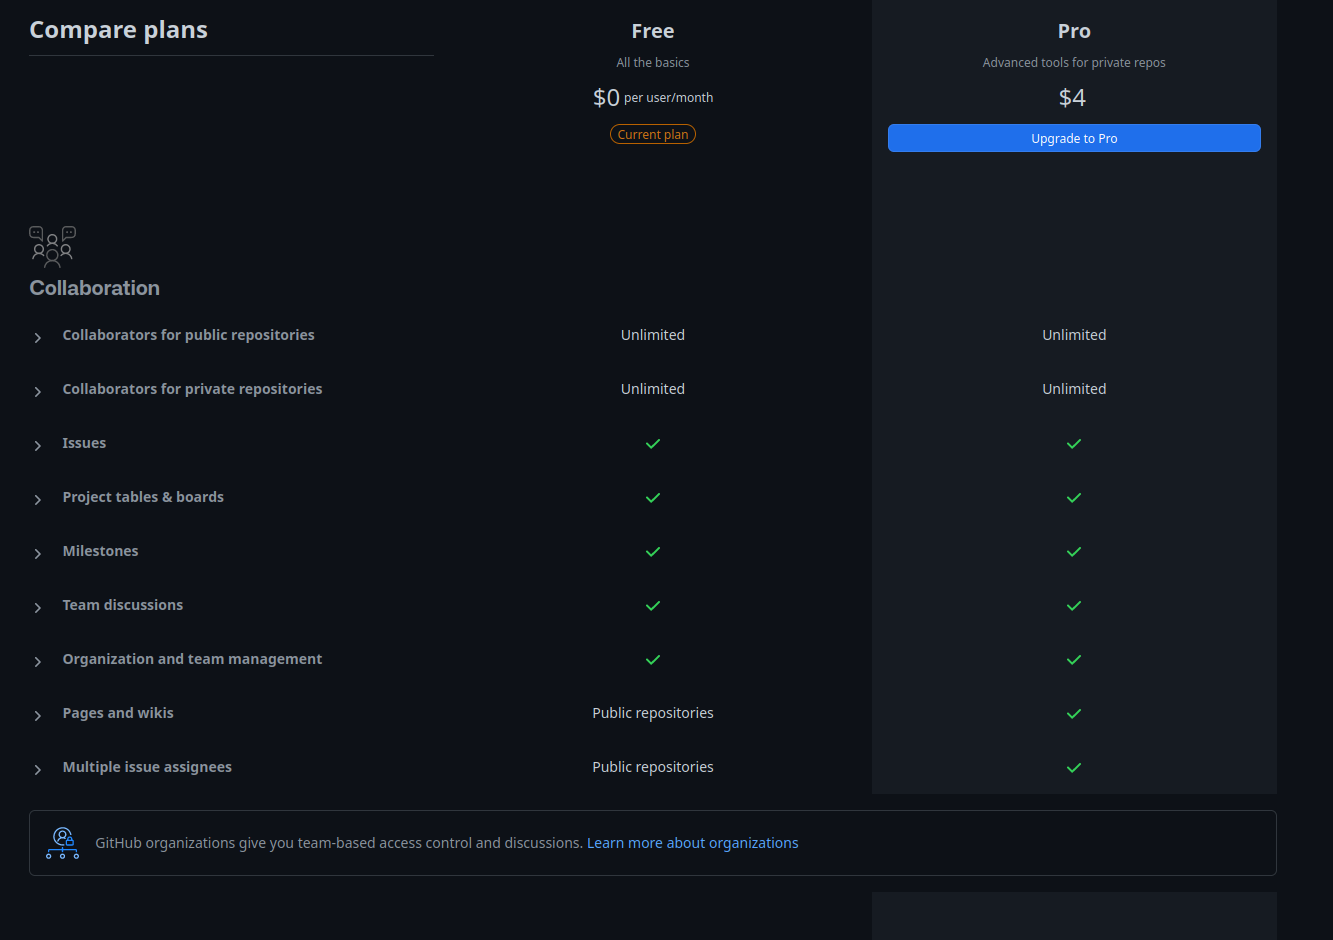 Compare plans
Free
All the basics
$0 per user/month
Current plan
Pro
Advanced tools for private repos
$4
Upgrade to Pro
Collaboration
Collaborators for public repositories Unlimited Unlimited
Collaborators for private repositories Unlimited Unlimited
Issues
Project tables & boards
Milestones
Team discussions
Organization and team management
Pages and wikis Public repositories
Multiple issue assignees Public repositories
GitHub organizations give you team-based access control and discussions. Learn more about organizations